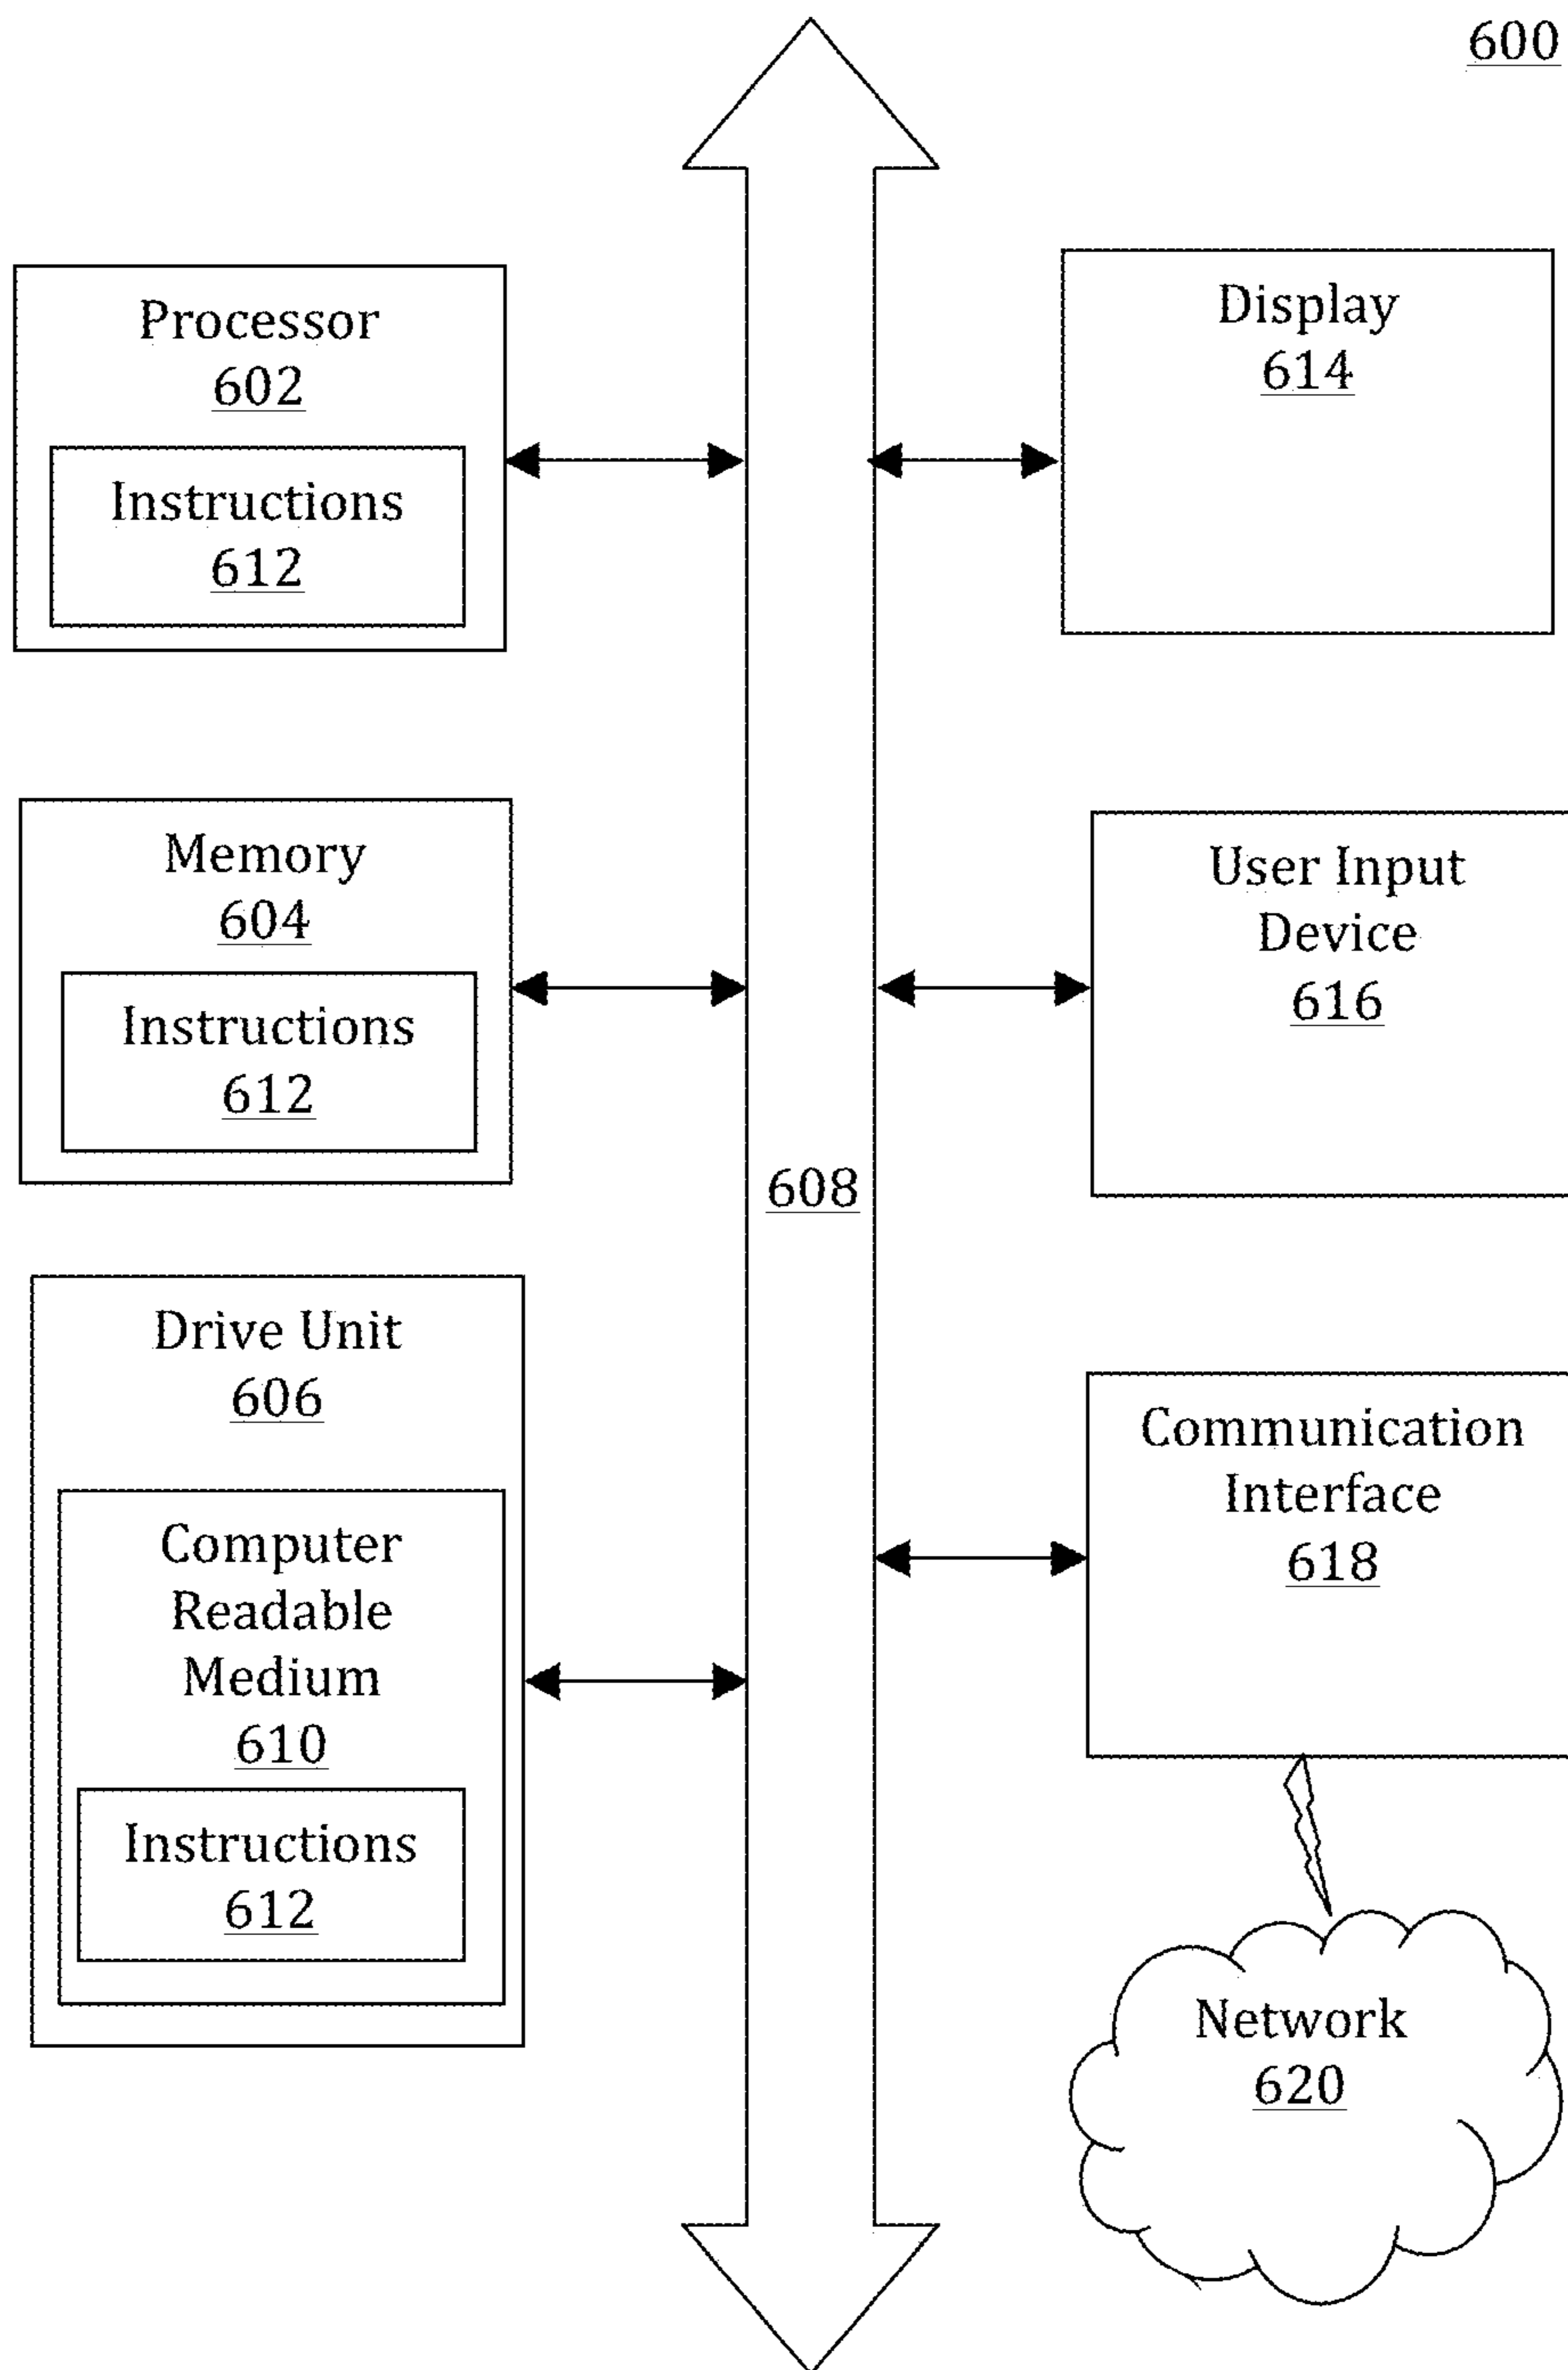 600
Processor
602
Instructions
612
Memory
604
Instructions
612
Drive Unit
606
Computer
Readable
Medium
610
Instructions
612
608
Display
614
User Input
Device
616
Communication
Interface
618
Network
620